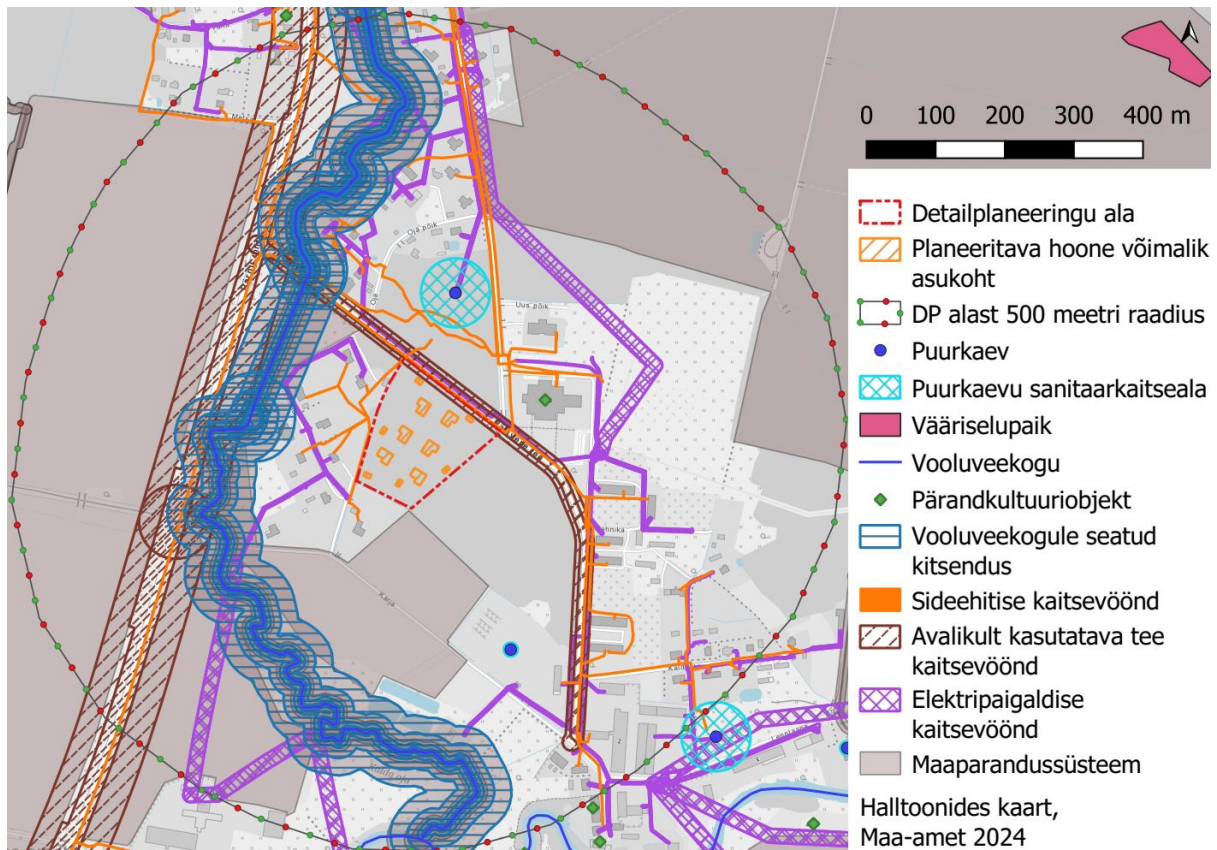 0 100 200 300 400 m
Detailplaneeringu ala
Planeeritava hoone võimalik
asukoht
DP alast 500 meetri raadius
Puurkaev
Puurkaevu sanitaarkaitseala
Vääriselupaik
Vooluveekogu
Pärandkultuuriobjekt
Vooluveekogule seatud
kitsendus
Sideehitise kaitsevöönd
Avalikult kasutatava tee
kaitsevöönd
Elektripaigaldise
kaitsevöönd
Maaparandussüsteem
Halltoonides kaart,
Maa-amet 2024
Oja põik
Oja
Uus põik
Karja